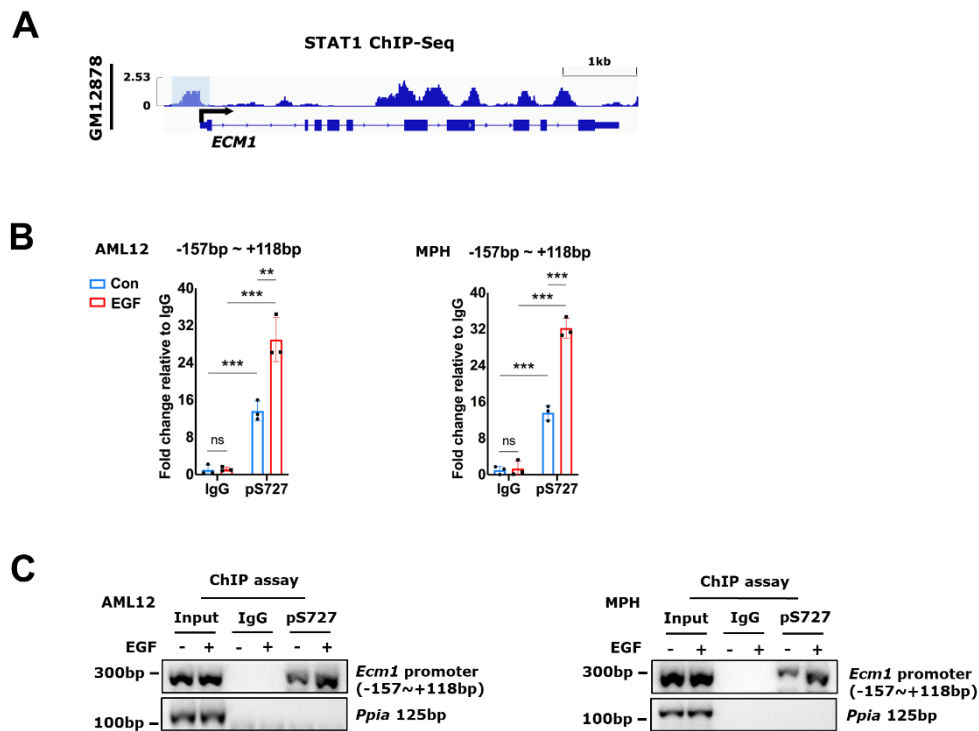 A
STAT1 ChIP-Seq
GM12878
2.53
0
1kb
ECM1
B
AML12 -157bp ~ +118bp
Con
EGF
Fold change relative to IgG
40
32
24
16
8
0
ns
***
***
**
IgG pS727
MPH -157bp ~ +118bp
Fold change relative to IgG
40
32
24
16
8
0
ns
***
***
***
IgG pS727
C
AML12
ChIP assay
Input IgG pS727
EGF - + - + - +
300bp
100bp
Ecm1 promoter
(-157~+118bp)
Ppia 125bp
MPH
ChIP assay
Input IgG pS727
EGF - + - + - +
300bp
100bp
Ecm1 promoter
(-157~+118bp)
Ppia 125bp